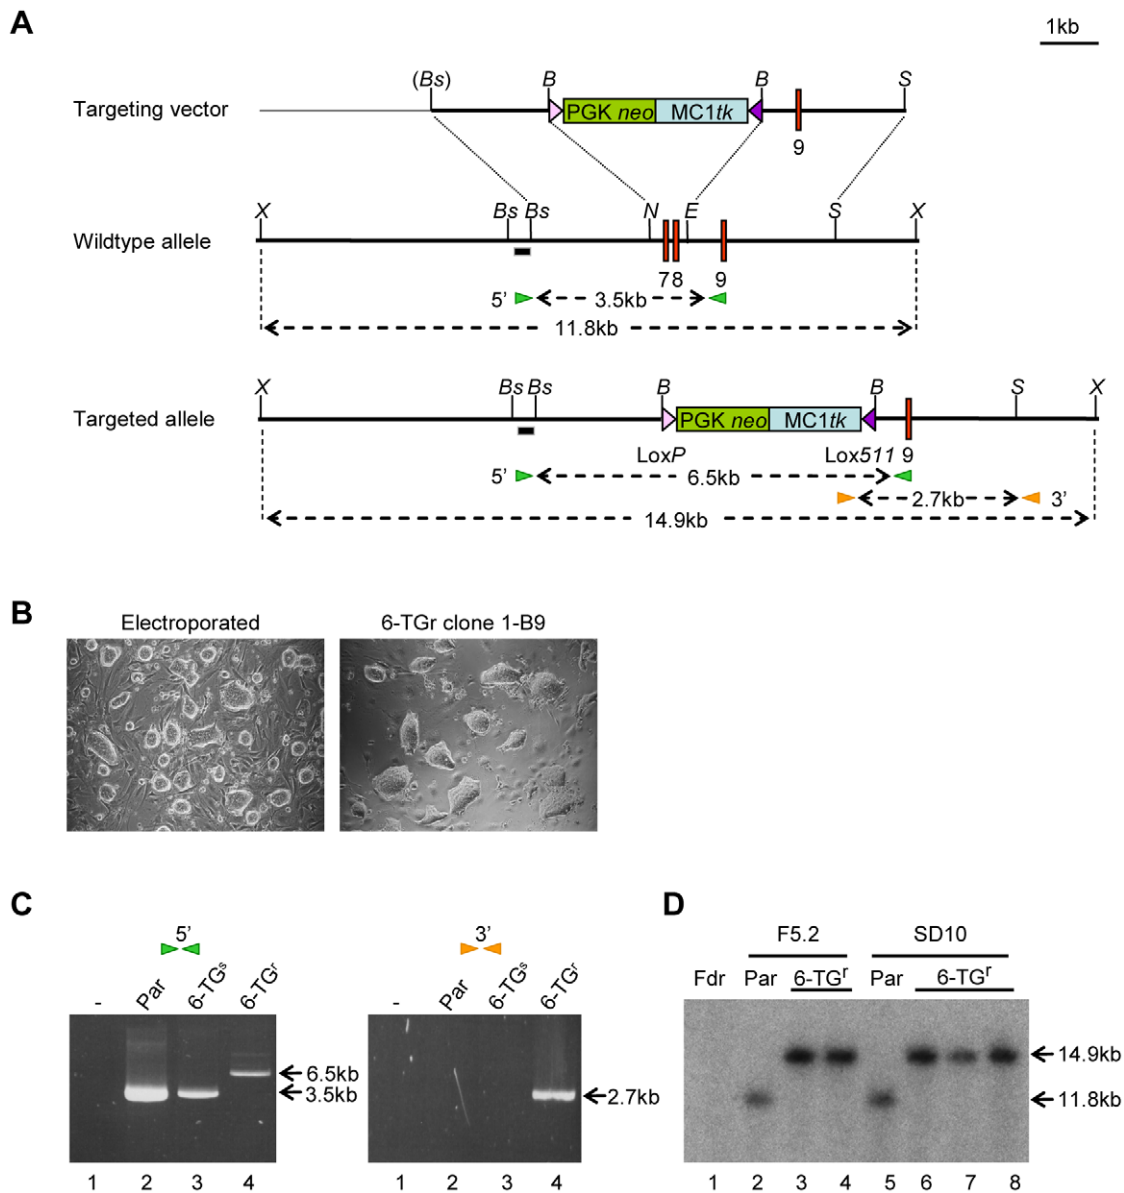 A
1kb
(Bs) B B S
Targeting vector
PGK neo MC1tk
9
X Bs Bs N E S X
Wildtype allele
7 8 9
5’ 3.5kb
11.8kb
X Bs Bs B B S X
Targeted allele
PGK neo MC1tk
LoxP Lox511 9
5’ 6.5kb
2.7kb 3’
14.9kb
B
Electroporated 6-TGr clone 1-B9
C
5’
- Par 6-TGs 6-TGr
6.5kb
3.5kb
1 2 3 4
3’
- Par 6-TGs 6-TGr
2.7kb
1 2 3 4
D
F5.2 SD10
Fdr Par 6-TGr Par 6-TGr
14.9kb
11.8kb
1 2 3 4 5 6 7 8